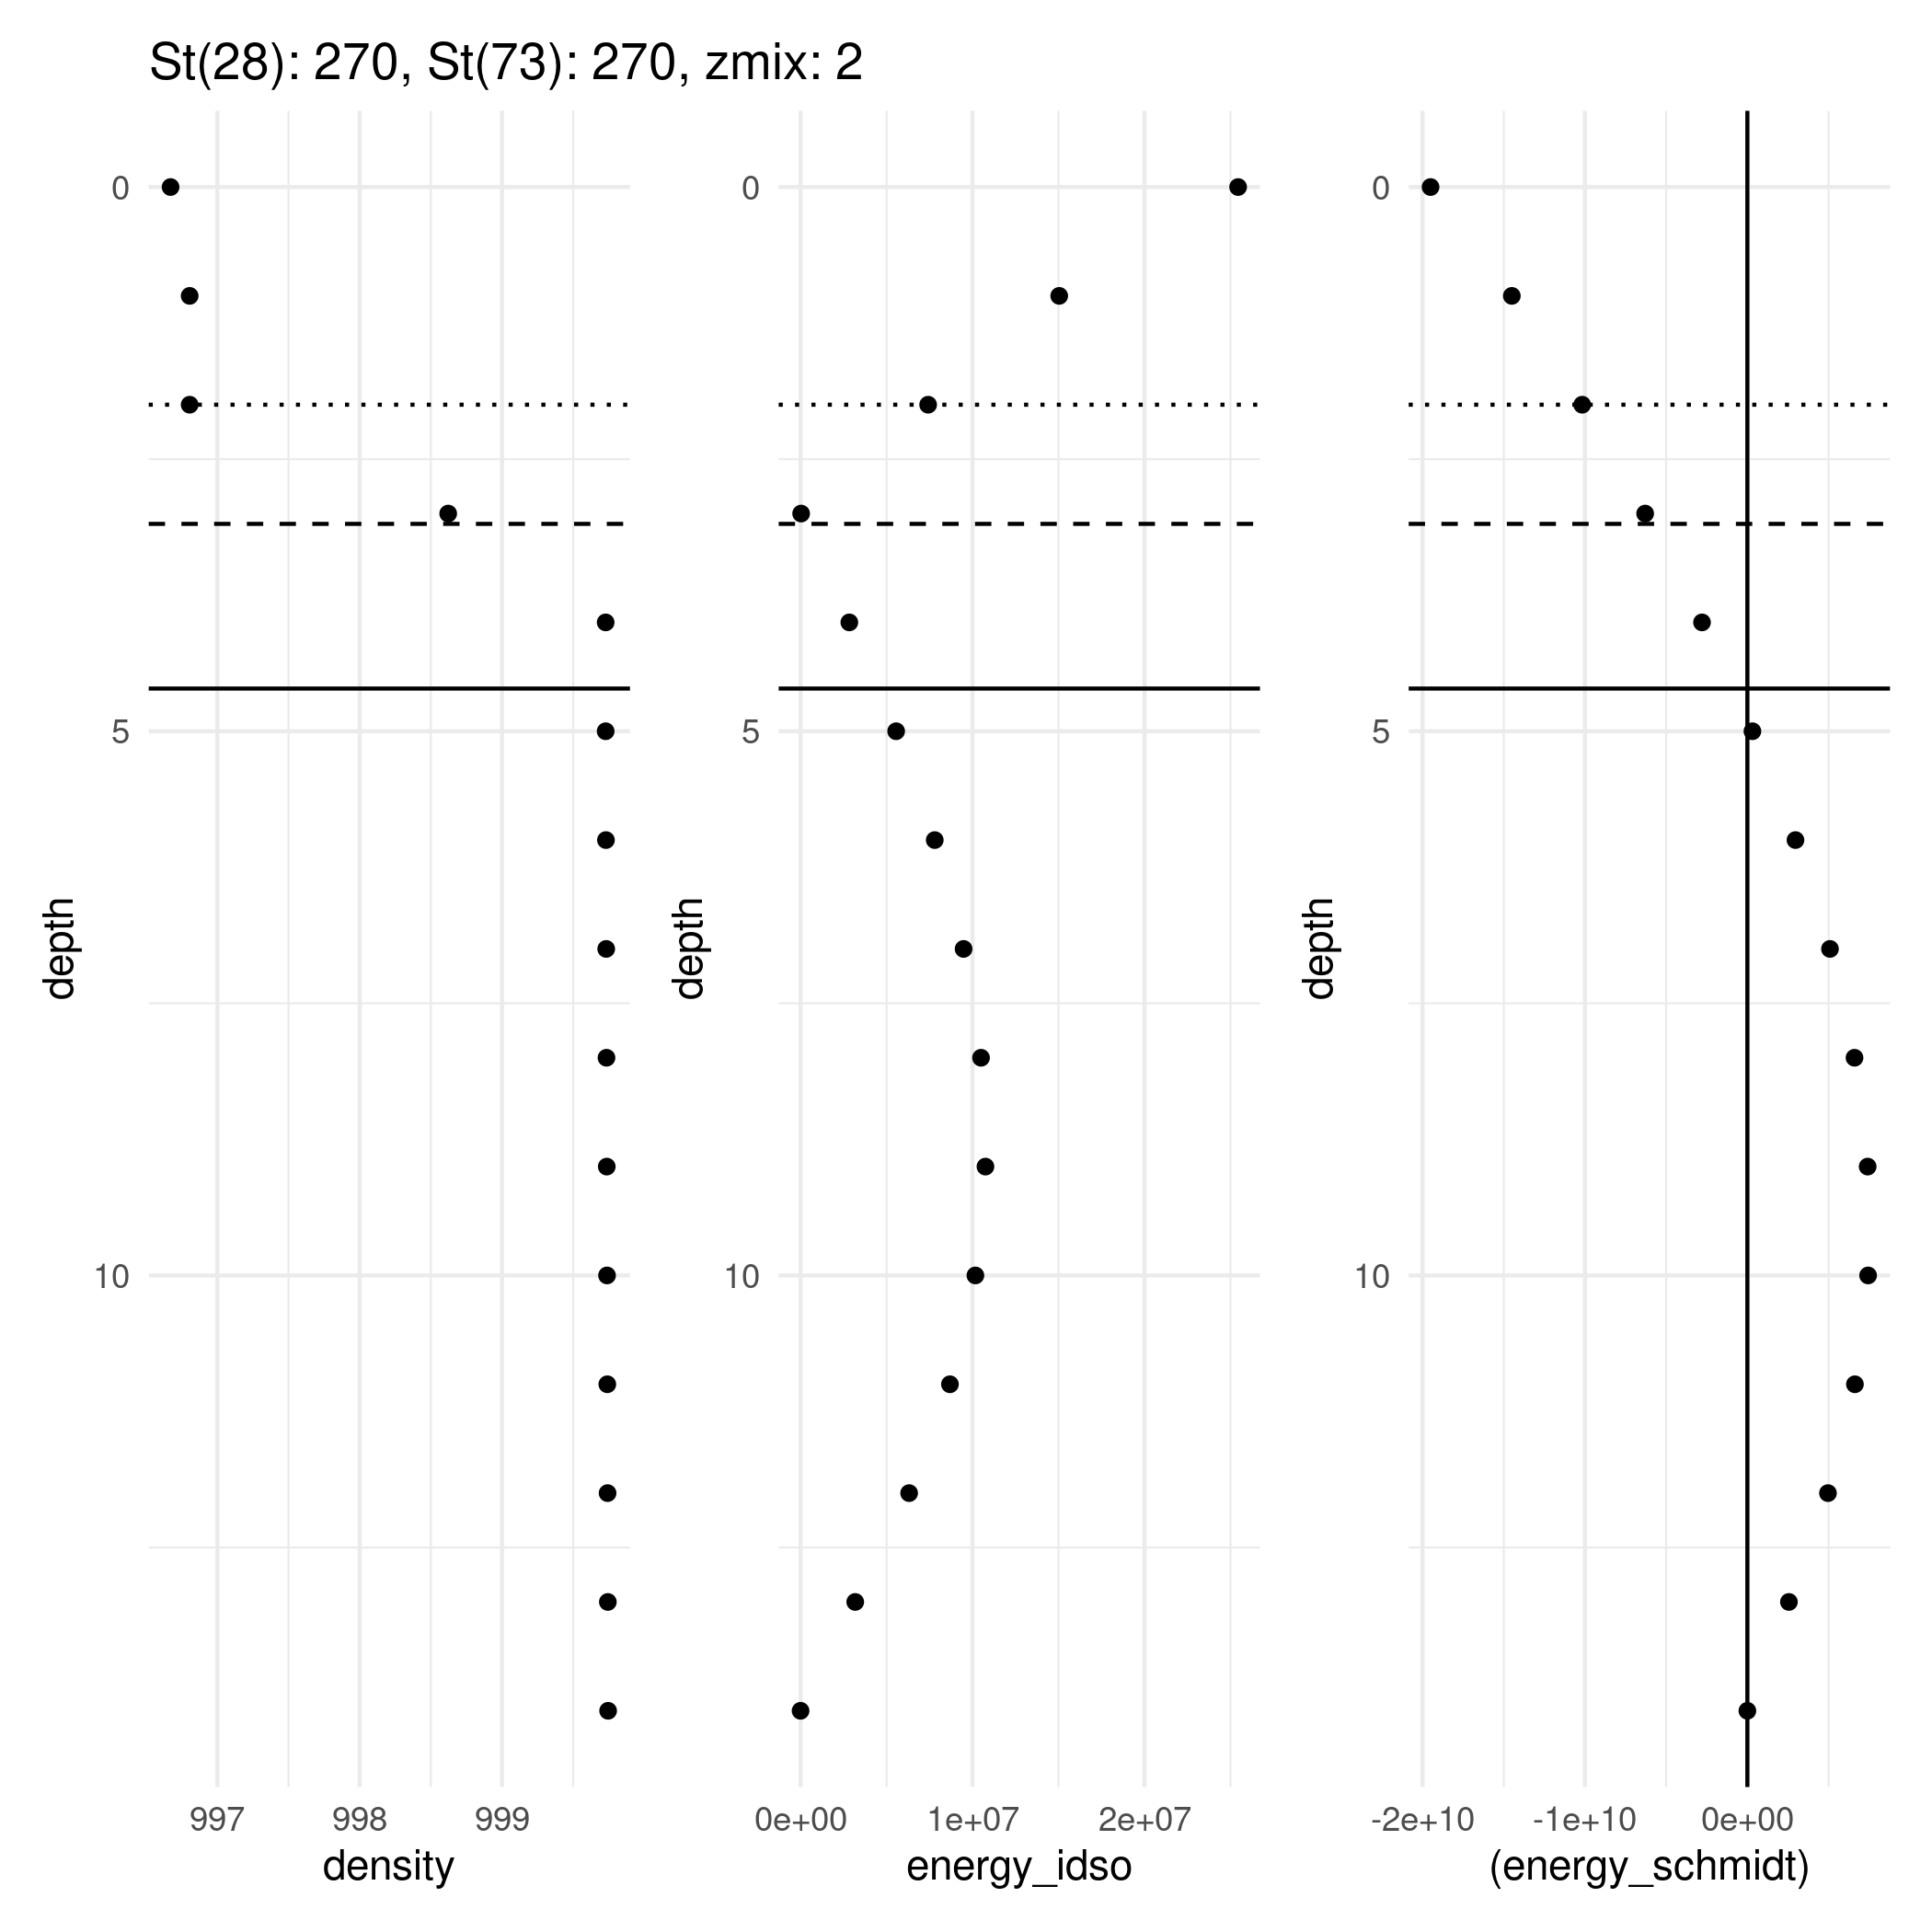 St(28): 270, St(73): 270, zmix: 2
0
5
10
depth
997 998 999
density
0
5
10
depth
0e+00 1e+07 2e+07
energy_idso
0
5
10
depth
-2e+10 -1e+10 0e+00
(energy_schmidt)